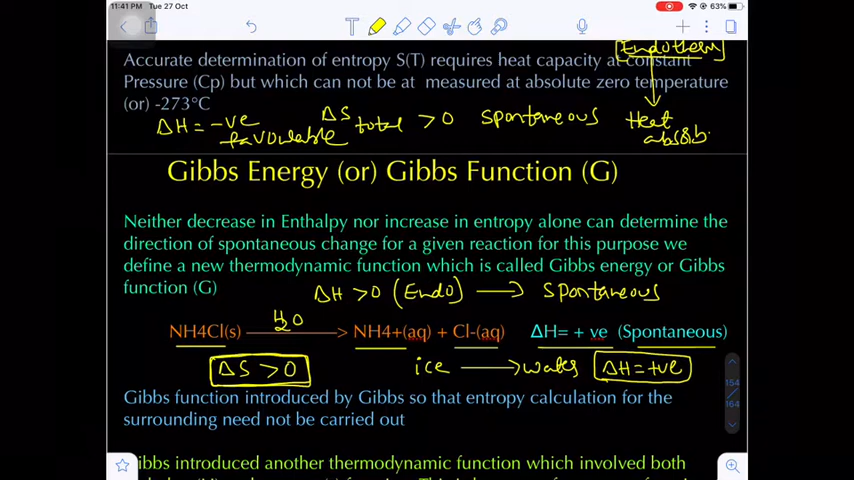 11:41 PM Tue 27 Oct
63%
[Endotherm]
Accurate determination of entropy S(T) requires heat capacity at constant
Pressure (Cp) but which can not be at measured at absolute zero temperature
(or) -273°C
ΔH = -ve favourable ΔS total > 0 spontaneous Heat absorb.
Gibbs Energy (or) Gibbs Function (G)
Neither decrease in Enthalpy nor increase in entropy alone can determine the
direction of spontaneous change for a given reaction for this purpose we
define a new thermodynamic function which is called Gibbs energy or Gibbs
function (G)
ΔH > 0 (Endo) → spontaneous
H2O
NH4Cl(s) > NH4+(aq) + Cl-(aq) ΔH= + ve (Spontaneous)
ΔS > 0 ice → water ΔH = +ve
154
164
Gibbs function introduced by Gibbs so that entropy calculation for the
surrounding need not be carried out
ibbs introduced another thermodynamic function which involved both